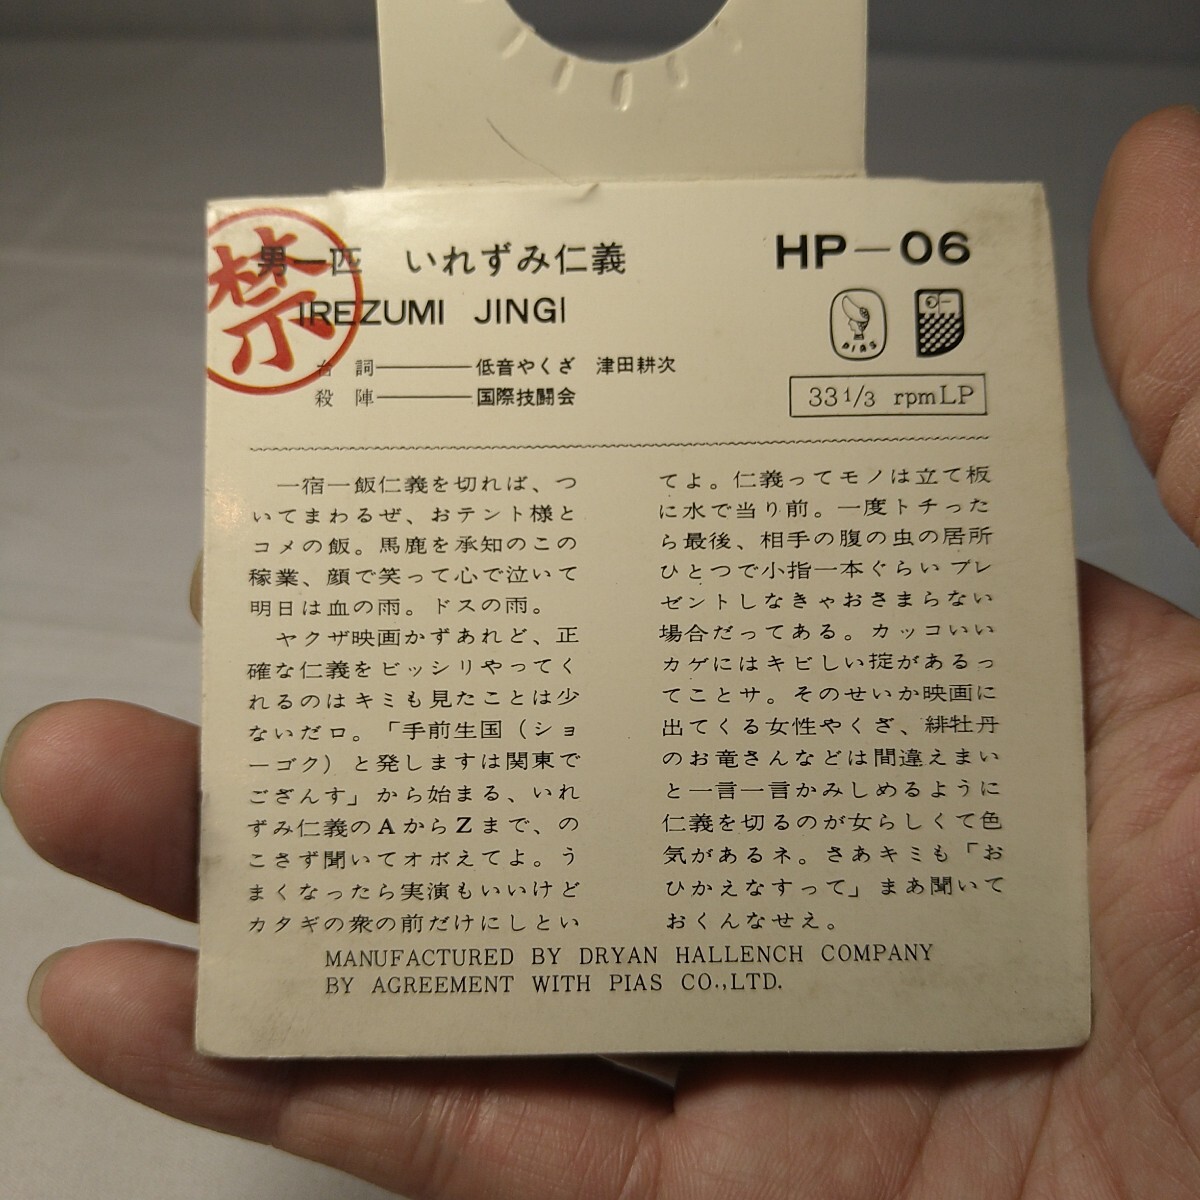 禁
男一匹 いれずみ仁義
IREZUMI JINGI
HP－06
PIAS
台 詞————低音やくざ 津田耕次
殺 陣————国際技闘会
33 1/3 rpm LP
一宿一飯仁義を切れば、つ
いてまわるぜ、おテント様と
コメの飯。馬鹿を承知のこの
稼業、顔で笑って心で泣いて
明日は血の雨。ドスの雨。
ヤクザ映画かずあれど、正
確な仁義をビッシリやってく
れるのはキミも見たことは少
ないだロ。「手前生国（ショ
ーゴク）と発しますは関東で
ござんす」から始まる、いれ
ずみ仁義のAからZまで、の
こさず聞いてオボえてよ。う
まくなったら実演もいいけど
カタギの衆の前だけにしとい
てよ。仁義ってモノは立て板
に水で当り前。一度トチった
ら最後、相手の腹の虫の居所
ひとつで小指一本ぐらいプレ
ゼントしなきゃおさまらない
場合だってある。カッコいい
カゲにはキビしい掟があるっ
てことサ。そのせいか映画に
出てくる女性やくざ、緋牡丹
のお竜さんなどは間違えまい
と一言一言かみしめるように
仁義を切るのが女らしくて色
気があるネ。さあキミも「お
ひかえなすって」まあ聞いて
おくんなせえ。
MANUFACTURED BY DRYAN HALLENCH COMPANY
BY AGREEMENT WITH PIAS CO.,LTD.